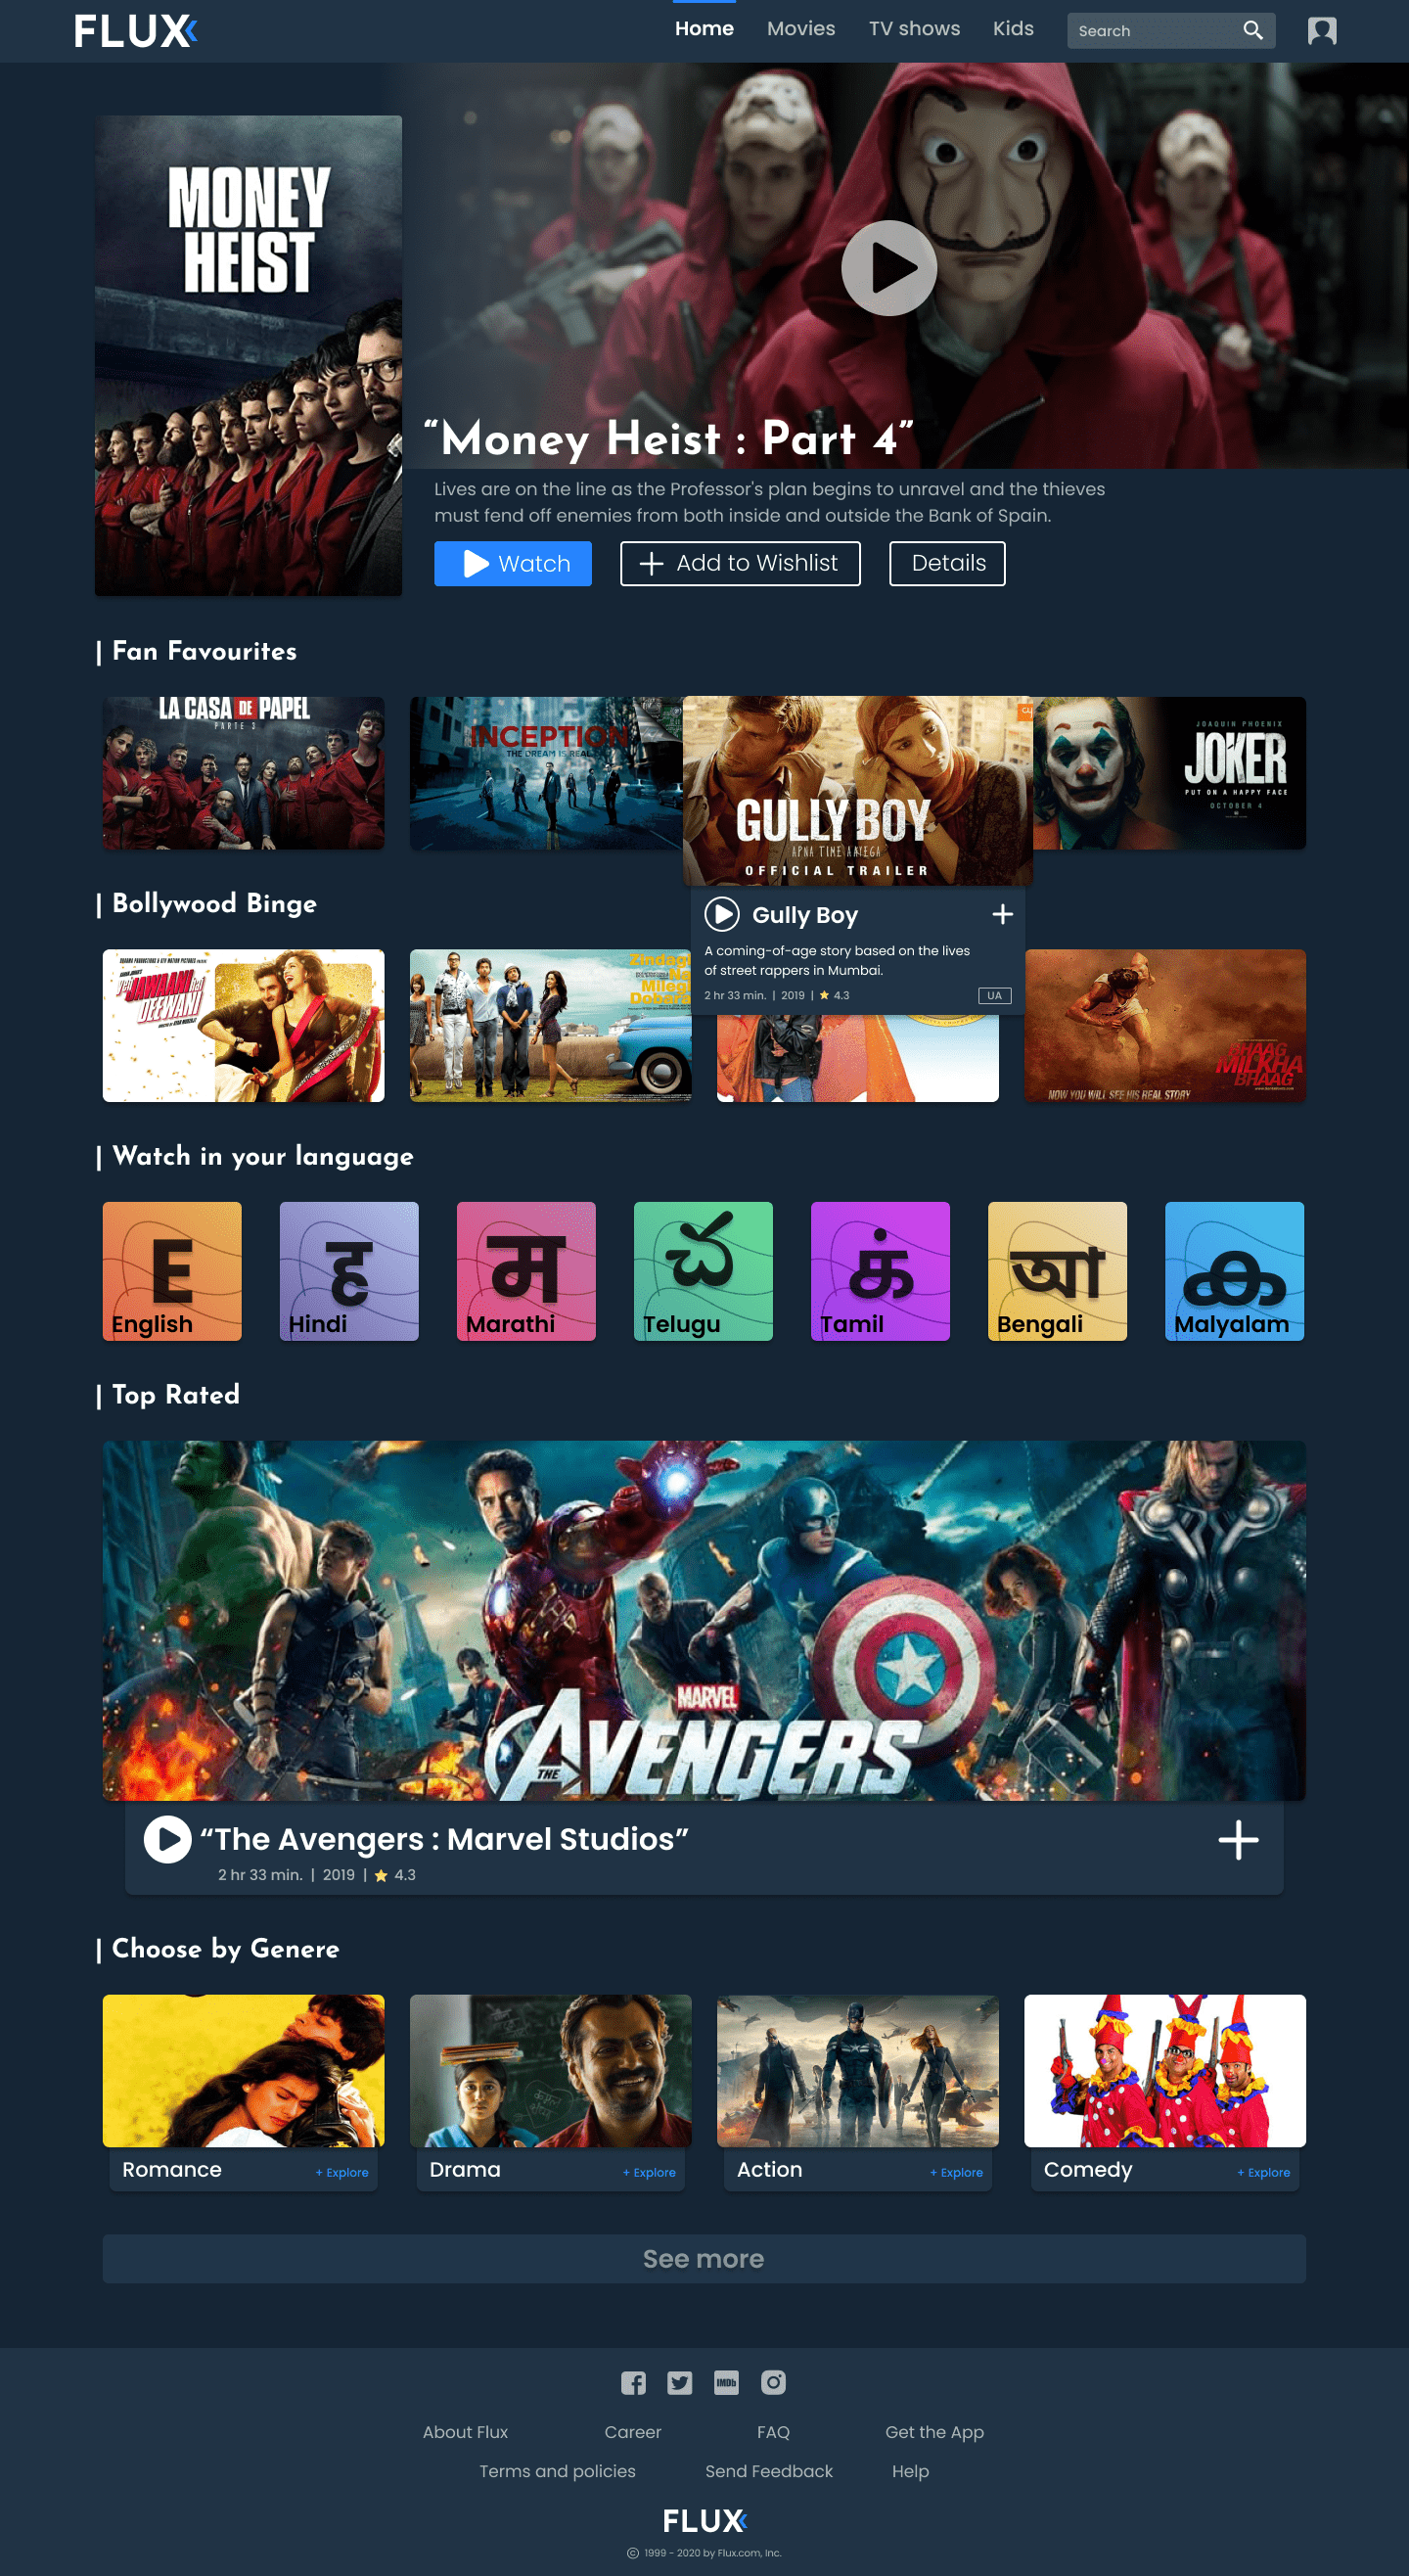 FLUX
Home
Movies
TV shows
Kids
Search
MONEY
HEIST
“Money Heist : Part 4”
Lives are on the line as the Professor's plan begins to unravel and the thieves
must fend off enemies from both inside and outside the Bank of Spain.
Watch
Add to Wishlist
Details
| Fan Favourites
LA CASA DE PAPEL
PARTE 3
INCEPTION
THE DREAM IS REAL
GULLY BOY
APNA TIME AAYEGA
OFFICIAL TRAILER
JOAQUIN PHOENIX
JOKER
PUT ON A HAPPY FACE
OCTOBER 4
Gully Boy
A coming-of-age story based on the lives
of street rappers in Mumbai.
2 hr 33 min. | 2019 | 4.3
UA
| Bollywood Binge
JAWAANI
DEEWANI
Zindagi
Na
Milegi
Dobara
BHAAG
MILKHA
BHAAG
NOW YOU WILL SEE HIS REAL STORY
| Watch in your language
E
English
ह
Hindi
म
Marathi
చ
Telugu
க்
Tamil
আ
Bengali
ക
Malyalam
| Top Rated
MARVEL
THE AVENGERS
“The Avengers : Marvel Studios”
2 hr 33 min. | 2019 | 4.3
| Choose by Genere
Romance
+ Explore
Drama
+ Explore
Action
+ Explore
Comedy
+ Explore
See more
IMDb
About Flux
Career
FAQ
Get the App
Terms and policies
Send Feedback
Help
FLUX
© 1999 - 2020 by Flux.com, Inc.